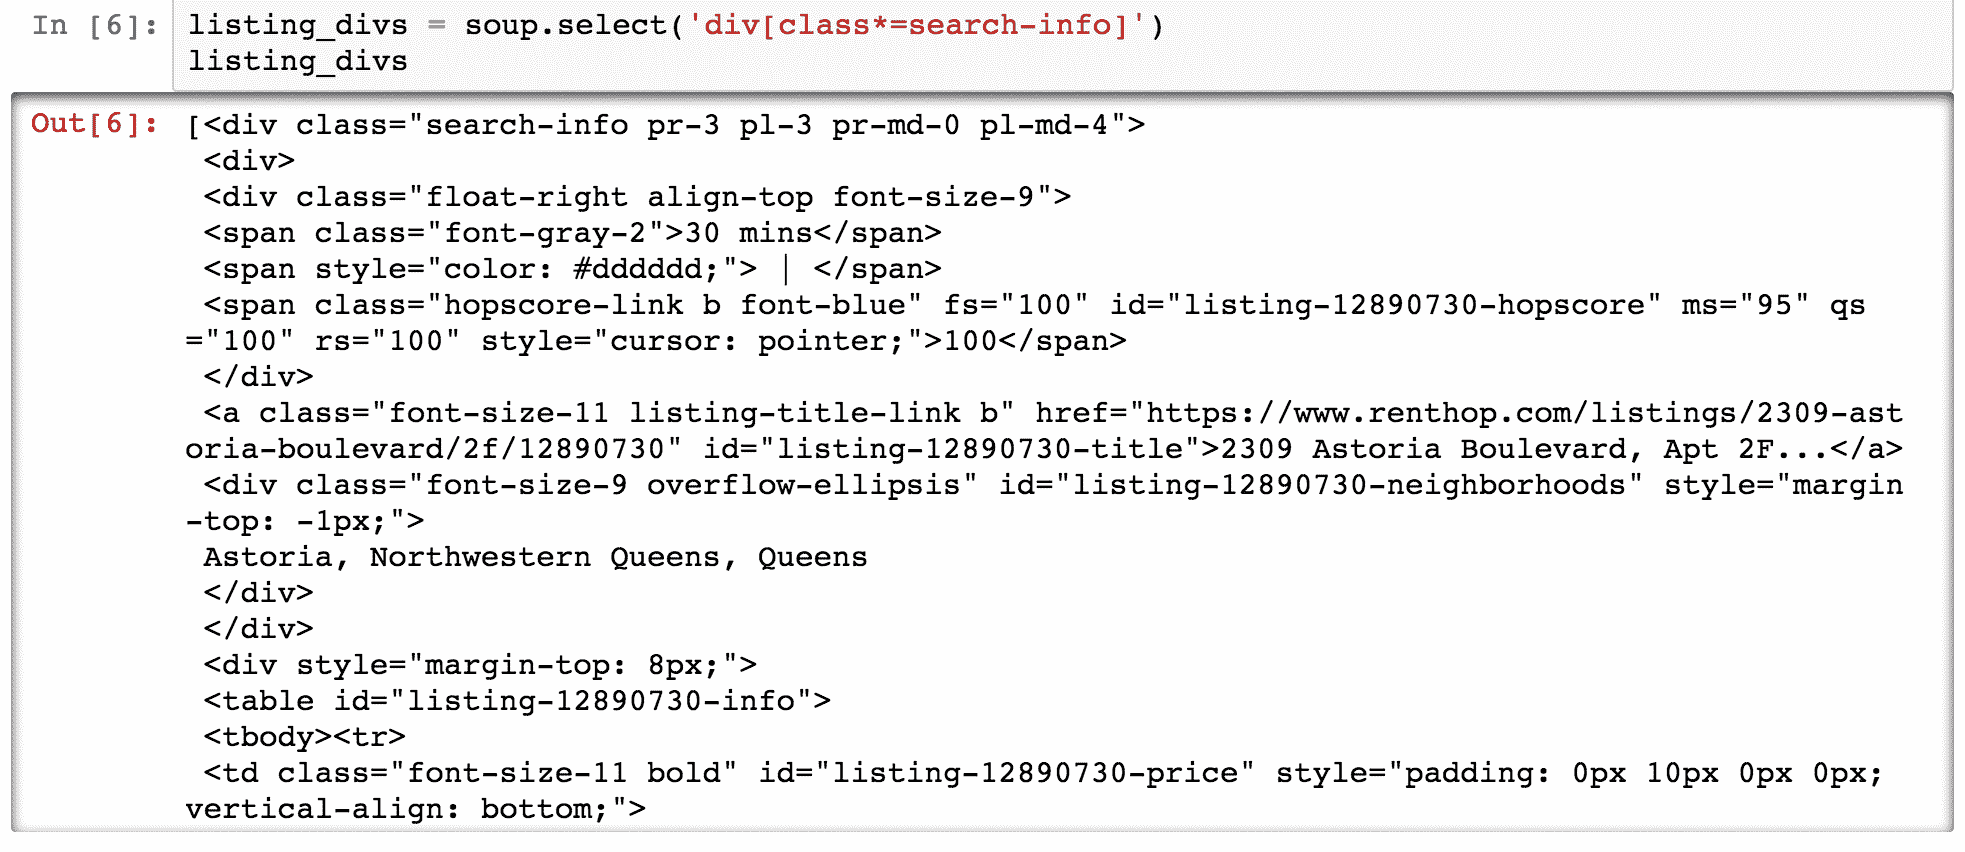 In [6]: listing_divs = soup.select('div[class*=search-info]')
listing_divs
Out[6]: [<div class="search-info pr-3 pl-3 pr-md-0 pl-md-4">
<div>
<div class="float-right align-top font-size-9">
<span class="font-gray-2">30 mins</span>
<span style="color: #dddddd;"> | </span>
<span class="hopscore-link b font-blue" fs="100" id="listing-12890730-hopscore" ms="95" qs
="100" rs="100" style="cursor: pointer;">100</span>
</div>
<a class="font-size-11 listing-title-link b" href="https://www.renthop.com/listings/2309-ast
oria-boulevard/2f/12890730" id="listing-12890730-title">2309 Astoria Boulevard, Apt 2F...</a>
<div class="font-size-9 overflow-ellipsis" id="listing-12890730-neighborhoods" style="margin
-top: -1px;">
Astoria, Northwestern Queens, Queens
</div>
</div>
<div style="margin-top: 8px;">
<table id="listing-12890730-info">
<tbody><tr>
<td class="font-size-11 bold" id="listing-12890730-price" style="padding: 0px 10px 0px 0px;
vertical-align: bottom;">